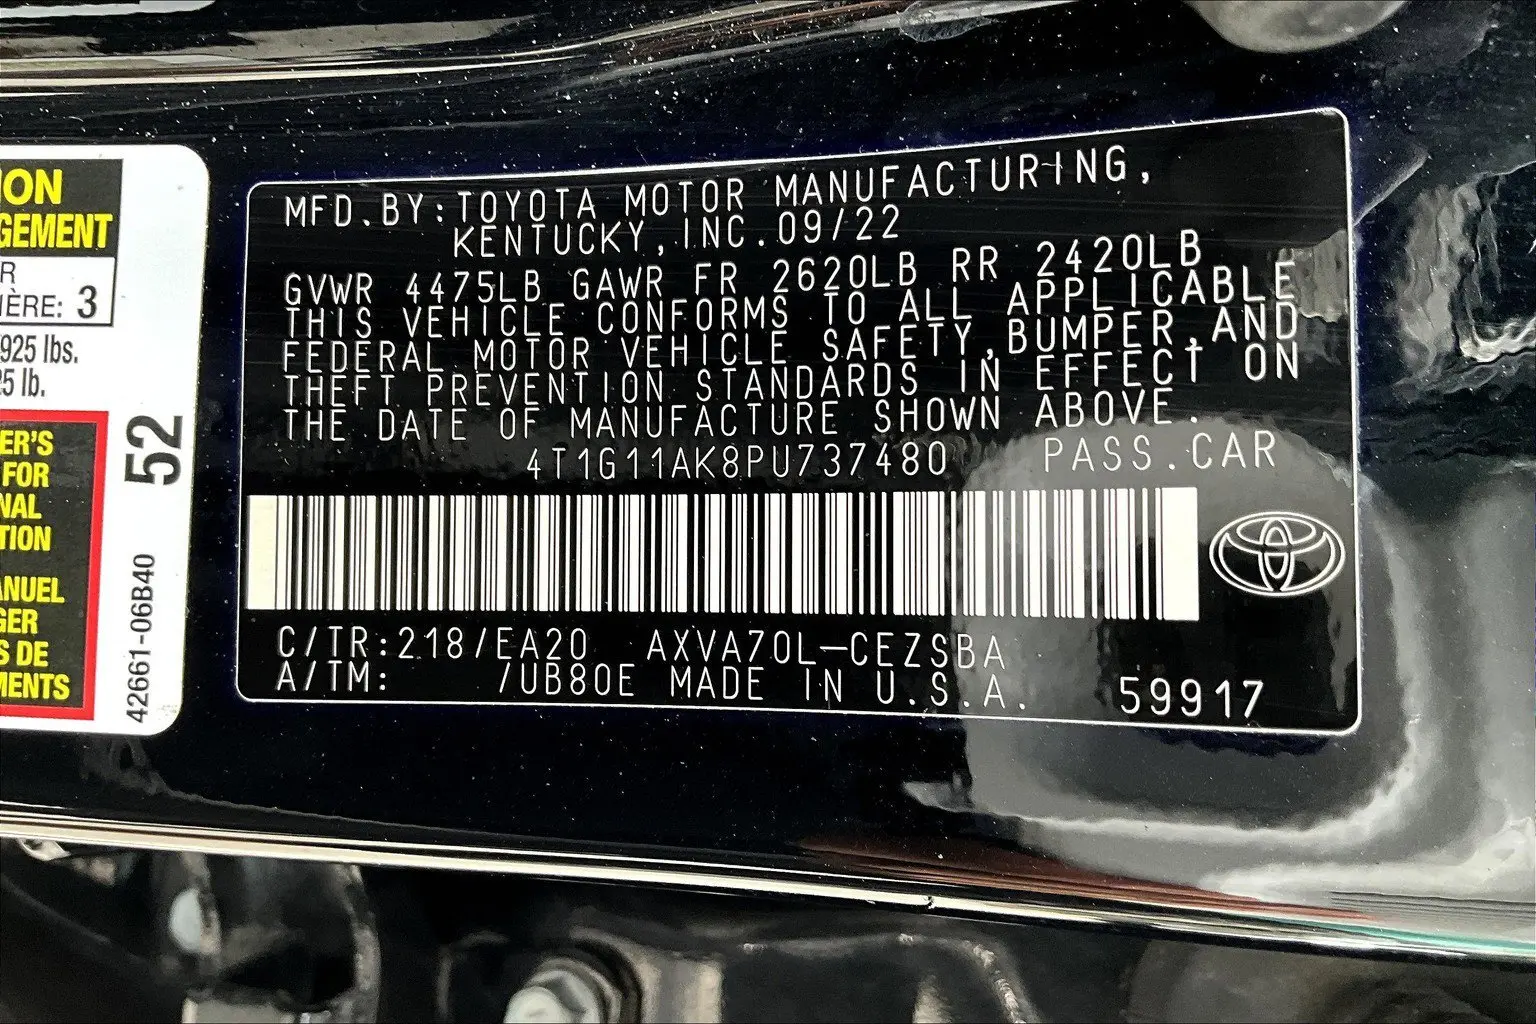 ION
GEMENT
R
IÈRE: 3
925 lbs.
5 lb.
ER'S
FOR
NAL
TION
ANUEL
GER
S DE
MENTS
52
42661-06B40
MFD.BY:TOYOTA MOTOR MANUFACTURING,
KENTUCKY,INC.09/22
GVWR 4475LB GAWR FR 2620LB RR 2420LB
THIS VEHICLE CONFORMS TO ALL APPLICABLE
FEDERAL MOTOR VEHICLE SAFETY,BUMPER,AND
THEFT PREVENTION STANDARDS IN EFFECT ON
THE DATE OF MANUFACTURE SHOWN ABOVE.
4T1G11AK8PU737480 PASS.CAR
C/TR:218/EA20 AXVA70L-CEZSBA
A/TM: /UB80E MADE IN U.S.A. 59917